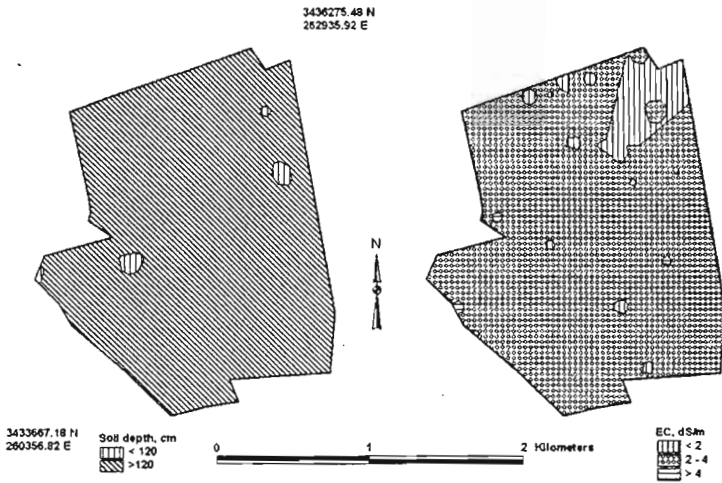 3436275.48 N
262935.92 E
N
3433667.18 N
260356.82 E
Soil depth, cm
< 120
>120
0 1 2 Kilometers
EC, dS/m
< 2
2 - 4
> 4